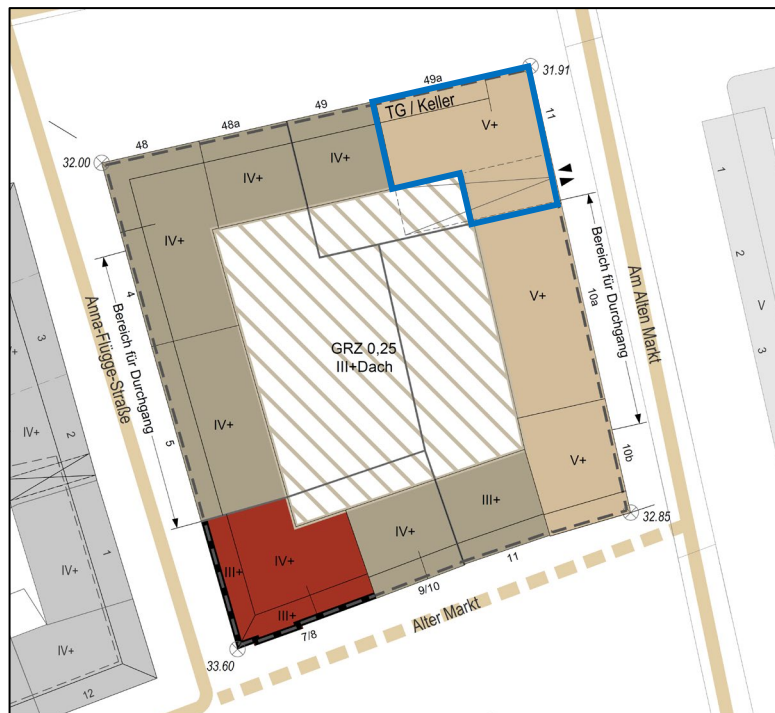 49a
31.91
49
TG / Keller
48a
11
48
V+
32.00
IV+
IV+
IV+
Bereich für Durchgang
4
Anna-Flügge-Straße
5
3
IV+
2
1
IV+
IV+
12
GRZ 0,25
III+Dach
V+
10a
Bereich für Durchgang
Am Alten Markt
1
2
V
3
IV+
V+
10b
32.85
III+
IV+
III+
IV+
III+
11
9/10
7/8
Alter Markt
33.60